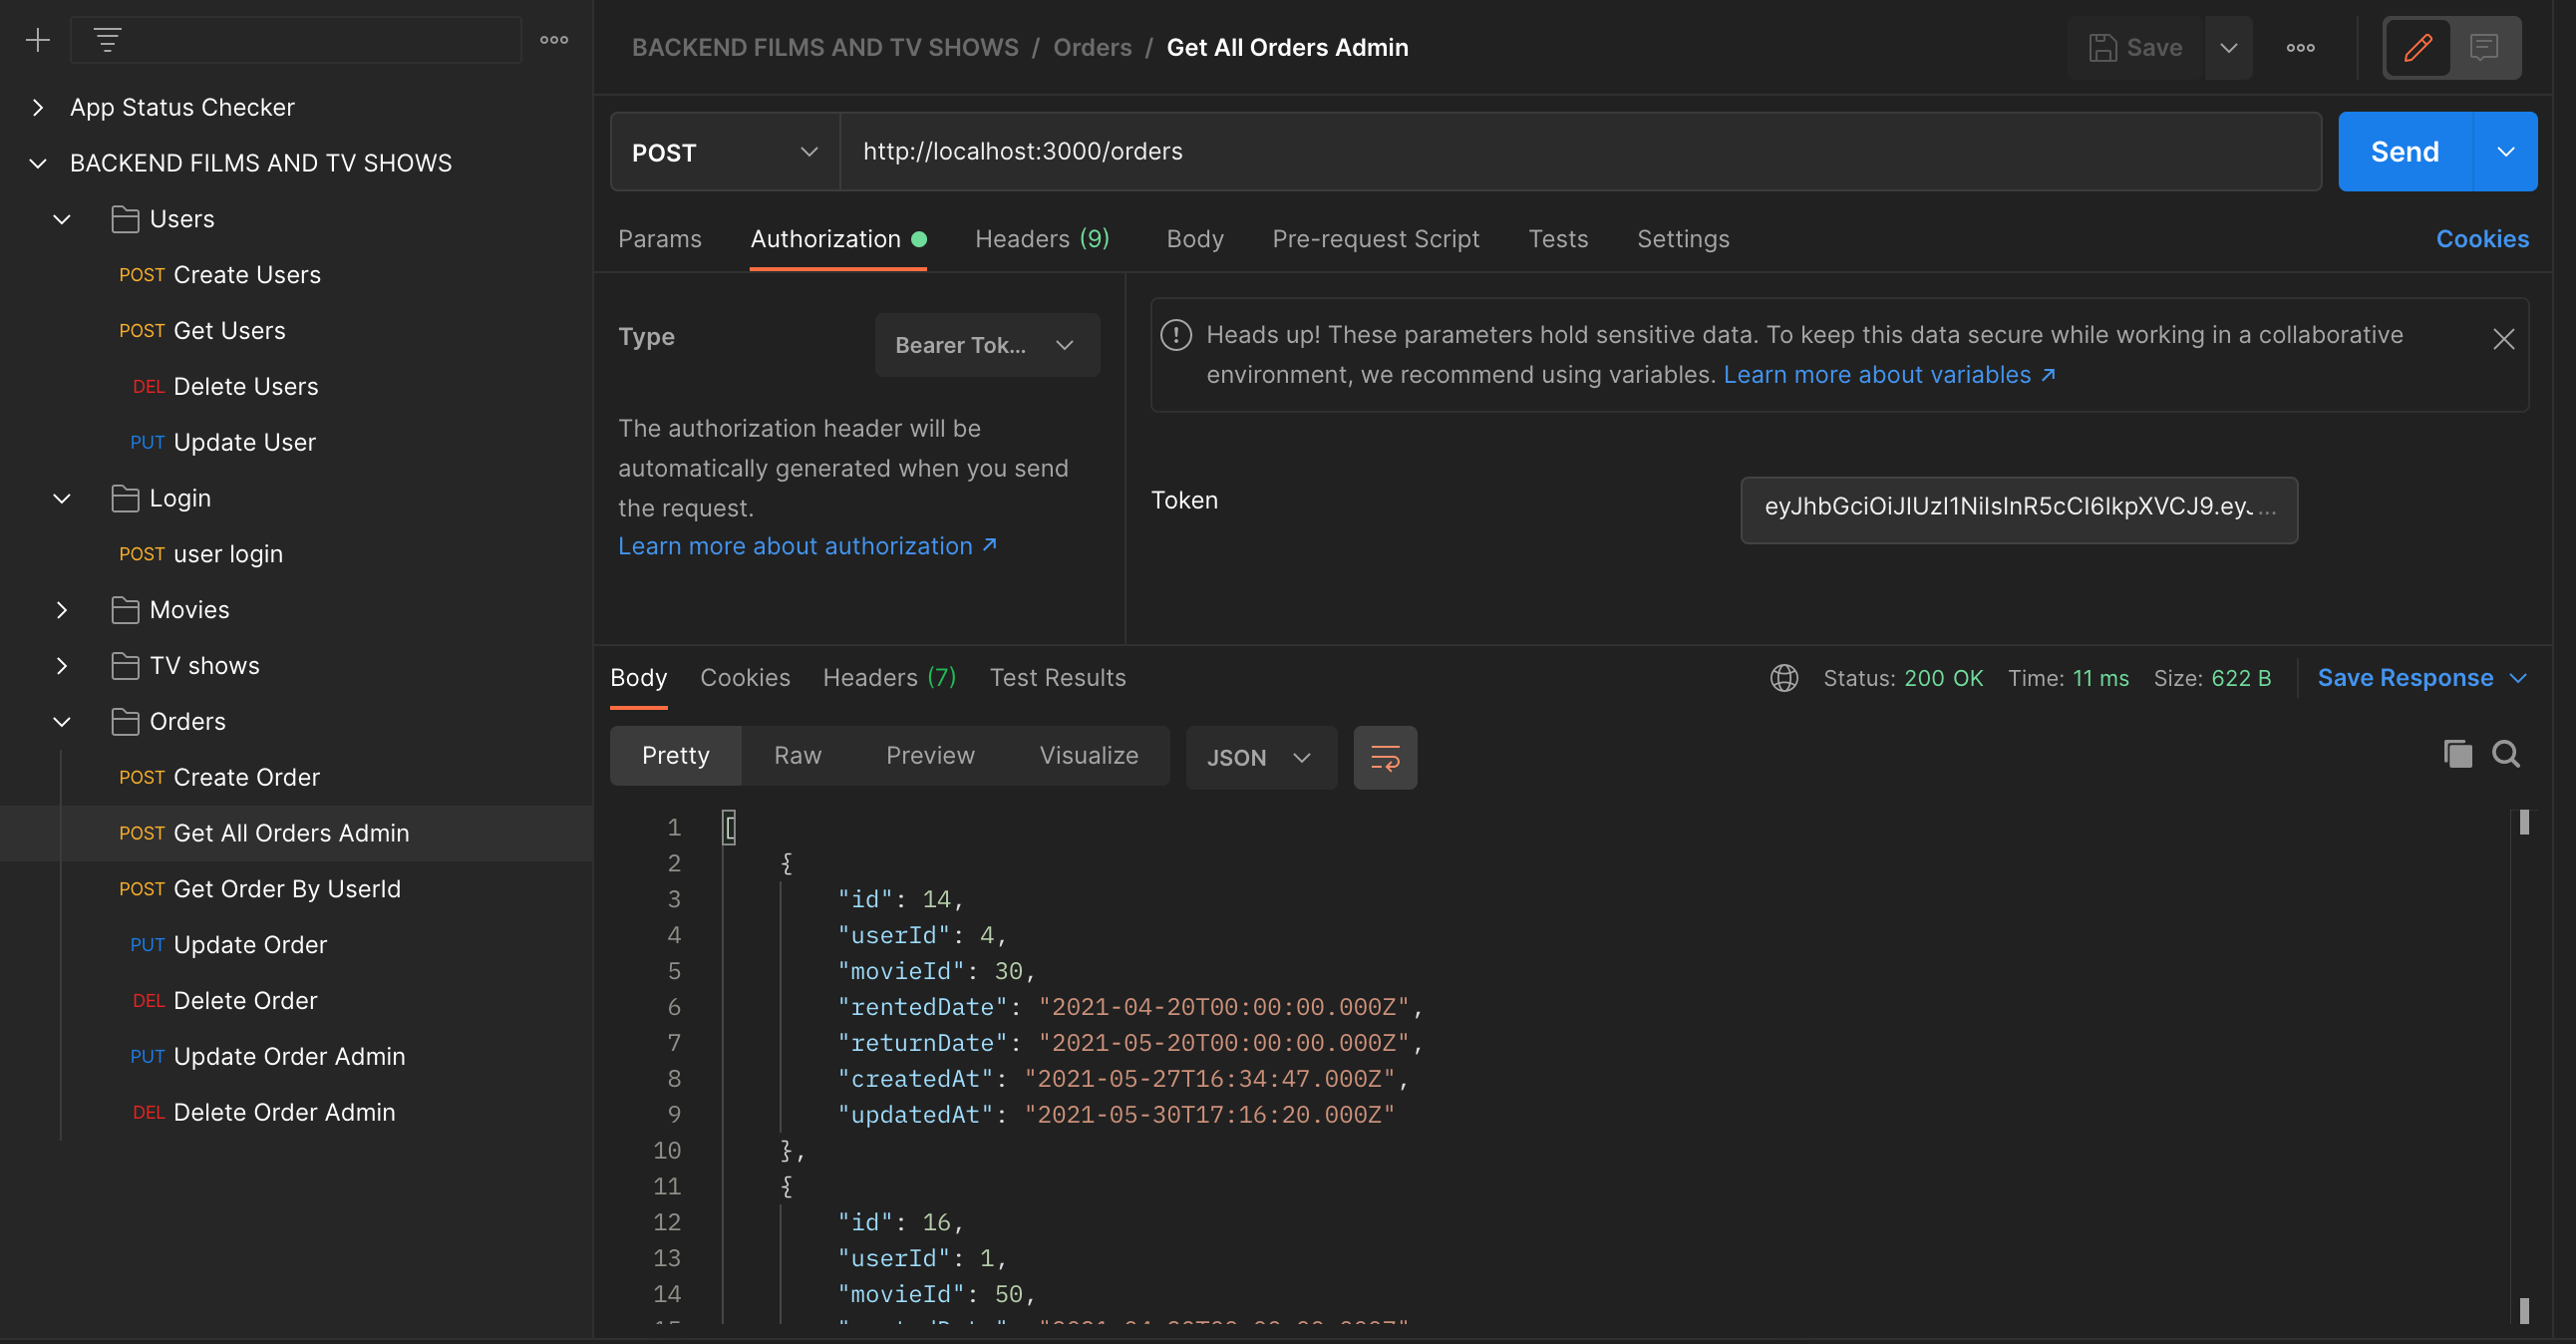 App Status Checker
BACKEND FILMS AND TV SHOWS
Users
POST Create Users
POST Get Users
DEL Delete Users
PUT Update User
Login
POST user login
Movies
TV shows
Orders
POST Create Order
POST Get All Orders Admin
POST Get Order By UserId
PUT Update Order
DEL Delete Order
PUT Update Order Admin
DEL Delete Order Admin
BACKEND FILMS AND TV SHOWS / Orders / Get All Orders Admin
Save
POST http://localhost:3000/orders
Send
Params Authorization Headers (9) Body Pre-request Script Tests Settings
Cookies
Type
Bearer Tok...
The authorization header will be
automatically generated when you send
the request.
Learn more about authorization ↗
Heads up! These parameters hold sensitive data. To keep this data secure while working in a collaborative
environment, we recommend using variables. Learn more about variables ↗
Token
Body Cookies Headers (7) Test Results
Status: 200 OK Time: 11 ms Size: 622 B
Save Response
Pretty Raw Preview Visualize
JSON
1 [
2 {
3 "id": 14,
4 "userId": 4,
5 "movieId": 30,
6 "rentedDate": "2021-04-20T00:00:00.000Z",
7 "returnDate": "2021-05-20T00:00:00.000Z",
8 "createdAt": "2021-05-27T16:34:47.000Z",
9 "updatedAt": "2021-05-30T17:16:20.000Z"
10 },
11 {
12 "id": 16,
13 "userId": 1,
14 "movieId": 50,